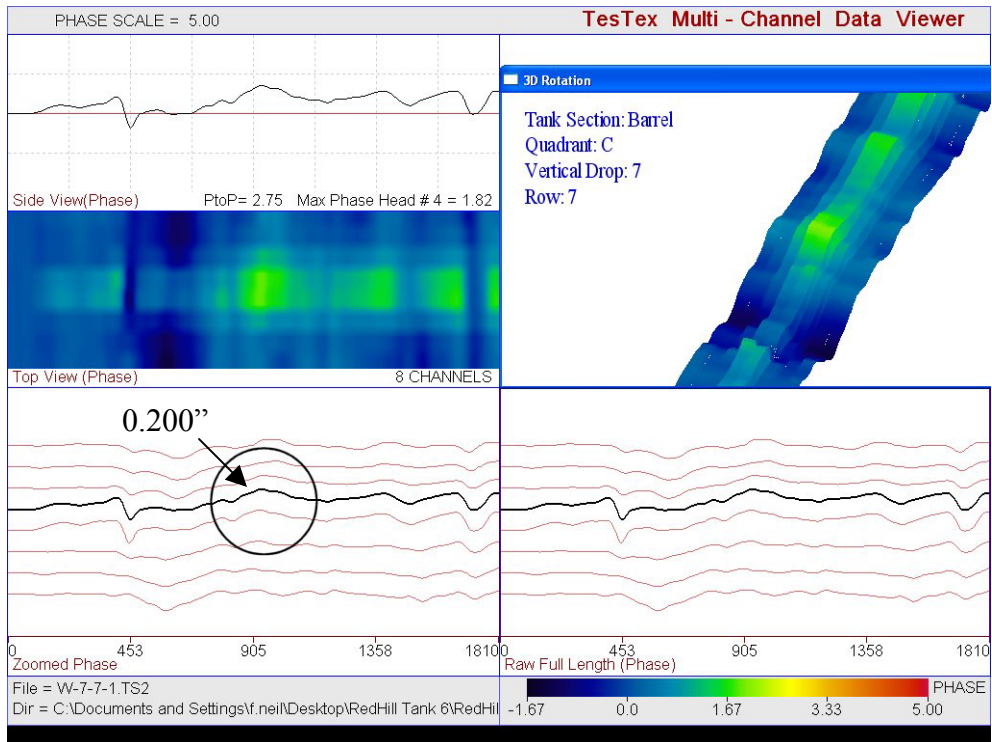 PHASE SCALE = 5.00
TesTex Multi - Channel Data Viewer
3D Rotation
Tank Section: Barrel
Quadrant: C
Vertical Drop: 7
Row: 7
Side View(Phase) PtoP= 2.75 Max Phase Head # 4 = 1.82
Top View (Phase) 8 CHANNELS
0.200”
0 453 905 1358 1810
Zoomed Phase
0 453 905 1358 1810
Raw Full Length (Phase)
File = W-7-7-1.TS2
Dir = C:\Documents and Settings\f.neil\Desktop\RedHill Tank 6\RedHil
PHASE
-1.67 0.0 1.67 3.33 5.00